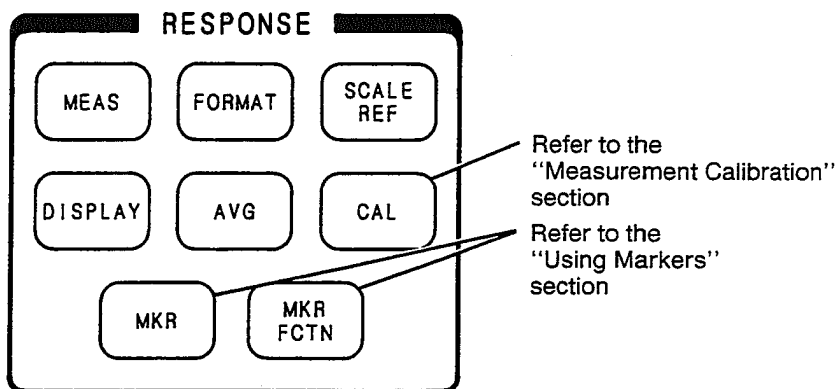 RESPONSE
MEAS
FORMAT
SCALE
REF
DISPLAY
AVG
CAL
MKR
MKR
FCTN
Refer to the
“Measurement Calibration”
section
Refer to the
“Using Markers”
section